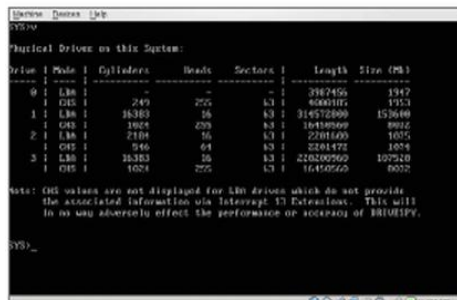 Machine Devices Help
SYS>v
Physical Drives on this System:
Drive | Mode | Cylinders Heads Sectors | Length Size (Mb)
0 | LBA | - - - | 3987456 1947
| CHS | 249 255 63 | 4000185 1953
1 | LBA | 16383 16 63 | 314572800 153600
| CHS | 1024 255 63 | 16450560 8032
2 | LBA | 2184 16 63 | 2201600 1075
| CHS | 546 64 63 | 2201472 1074
3 | LBA | 16383 16 63 | 220200960 107520
| CHS | 1024 255 63 | 16450560 8032
Note: CHS values are not displayed for LBA drives which do not provide
the associated information via Interrupt 13 Extensions. This will
in no way adversely effect the performance or accuracy of DRIVESPY.
SYS>_